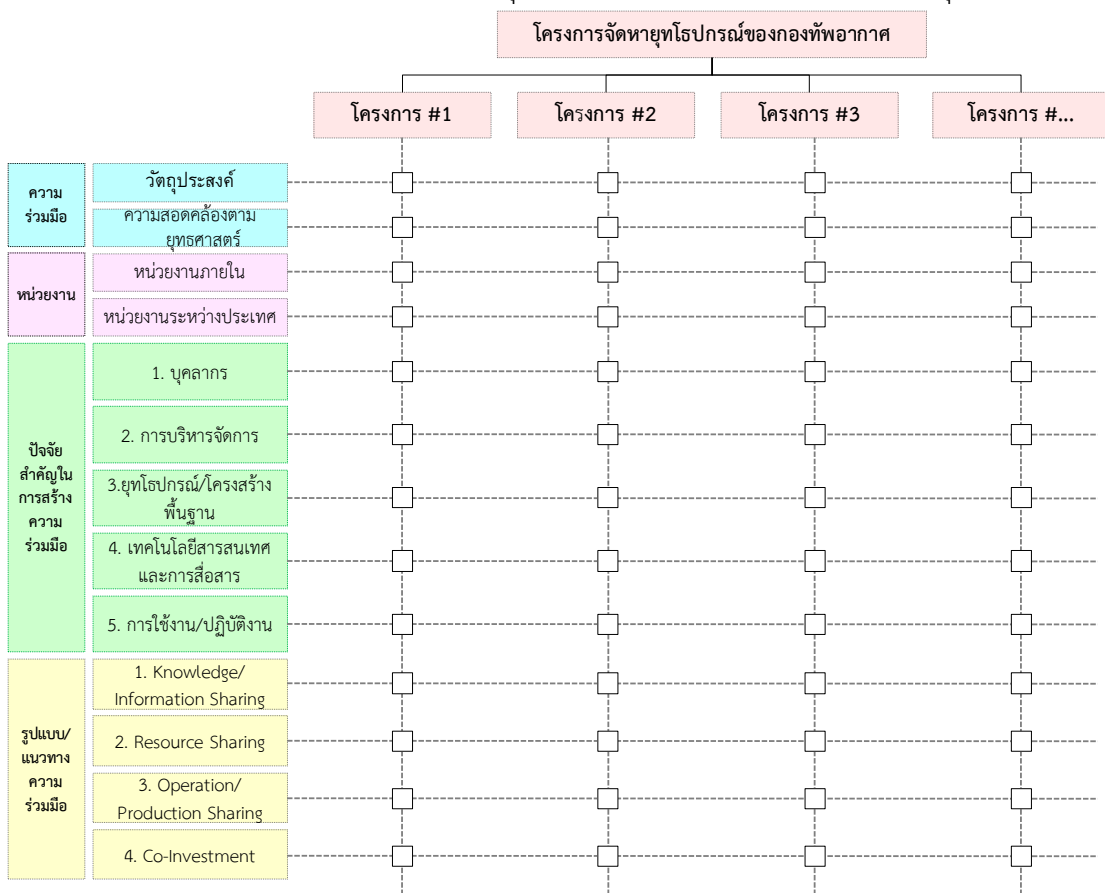 โครงการจัดหายุทโธปกรณ์ของกองทัพอากาศ
โครงการ #1
โครงการ #2
โครงการ #3
โครงการ #...
ความ
ร่วมมือ
วัตถุประสงค์
ความสอดคล้องตาม
ยุทธศาสตร์
หน่วยงาน
หน่วยงานภายใน
หน่วยงานระหว่างประเทศ
ปัจจัย
สำคัญใน
การสร้าง
ความ
ร่วมมือ
1. บุคลากร
2. การบริหารจัดการ
3.ยุทโธปกรณ์/โครงสร้าง
พื้นฐาน
4. เทคโนโลยีสารสนเทศ
และการสื่อสาร
5. การใช้งาน/ปฏิบัติงาน
รูปแบบ/
แนวทาง
ความ
ร่วมมือ
1. Knowledge/
Information Sharing
2. Resource Sharing
3. Operation/
Production Sharing
4. Co-Investment